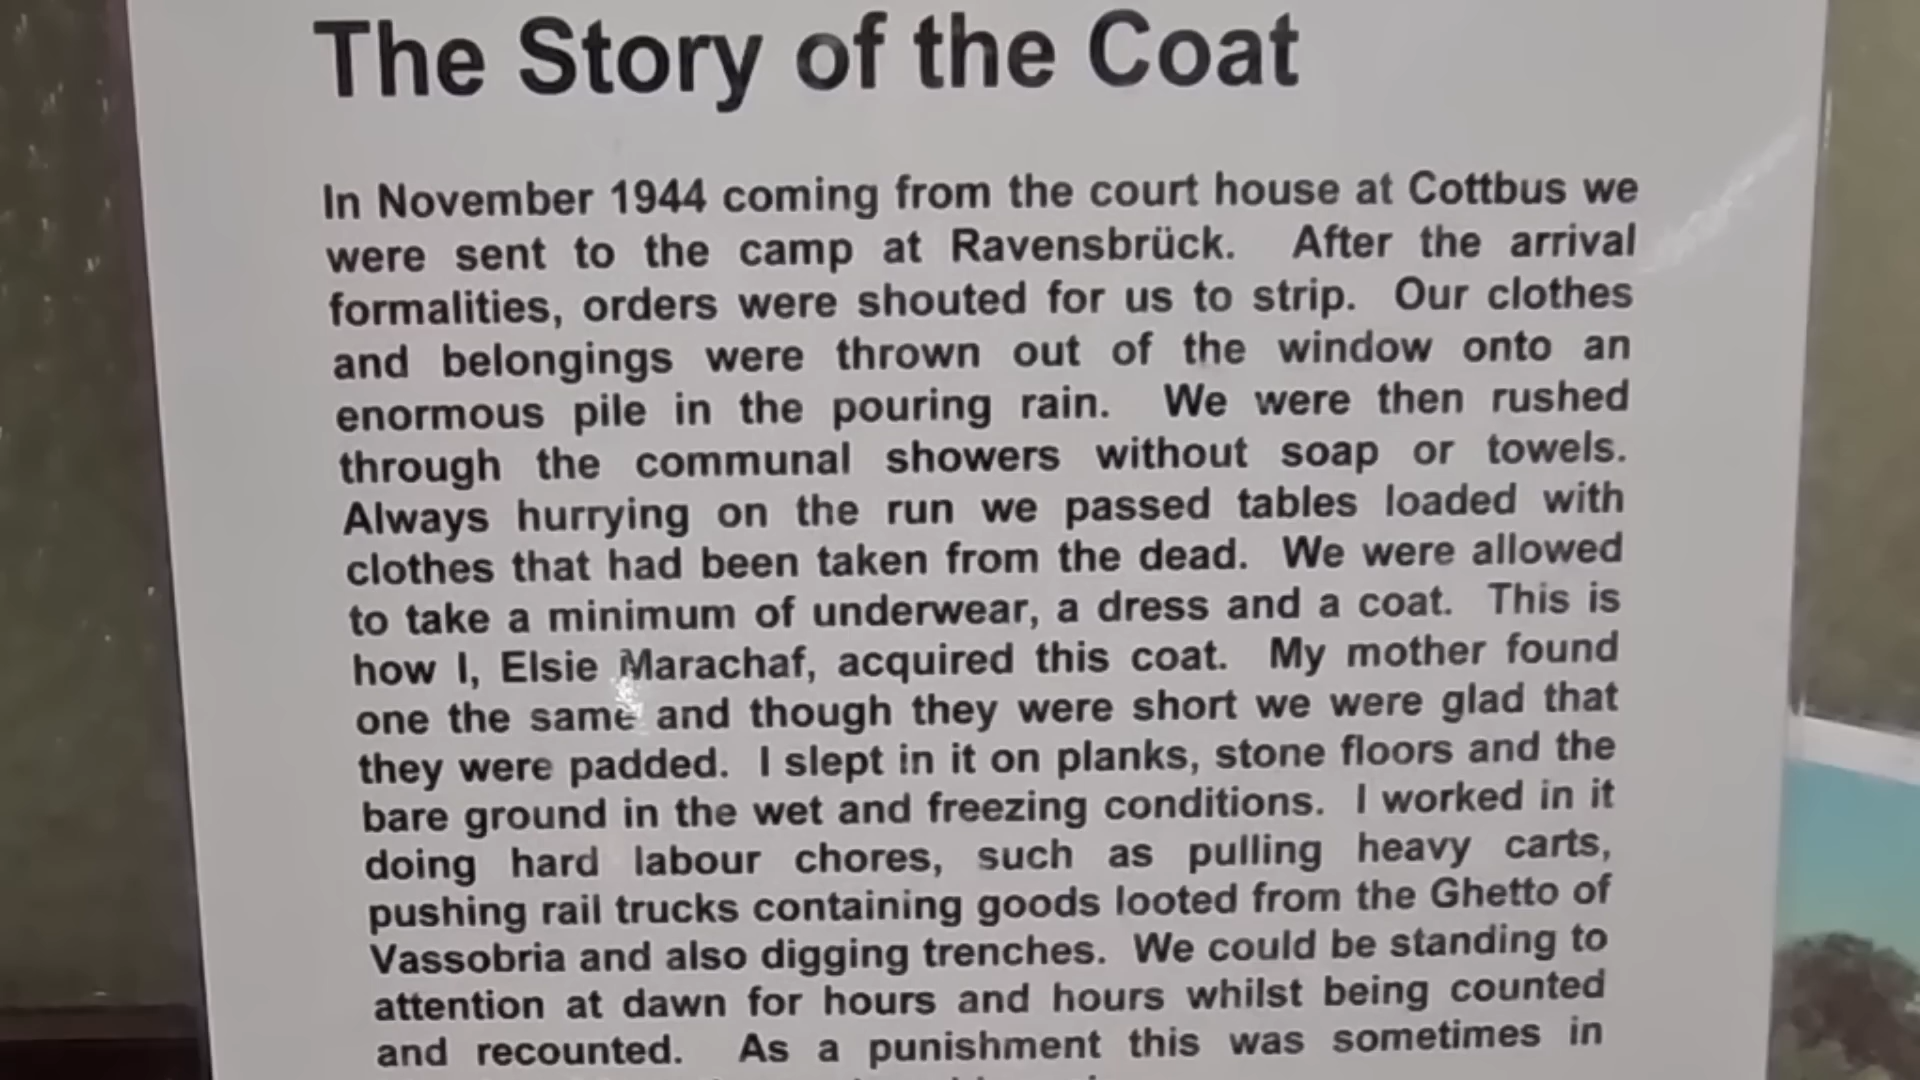 The Story of the Coat
In November 1944 coming from the court house at Cottbus we
were sent to the camp at Ravensbrück. After the arrival
formalities, orders were shouted for us to strip. Our clothes
and belongings were thrown out of the window onto an
enormous pile in the pouring rain. We were then rushed
through the communal showers without soap or towels.
Always hurrying on the run we passed tables loaded with
clothes that had been taken from the dead. We were allowed
to take a minimum of underwear, a dress and a coat. This is
how I, Elsie Marachaf, acquired this coat. My mother found
one the same and though they were short we were glad that
they were padded. I slept in it on planks, stone floors and the
bare ground in the wet and freezing conditions. I worked in it
doing hard labour chores, such as pulling heavy carts,
pushing rail trucks containing goods looted from the Ghetto of
Vassobria and also digging trenches. We could be standing to
attention at dawn for hours and hours whilst being counted
and recounted. As a punishment this was sometimes in